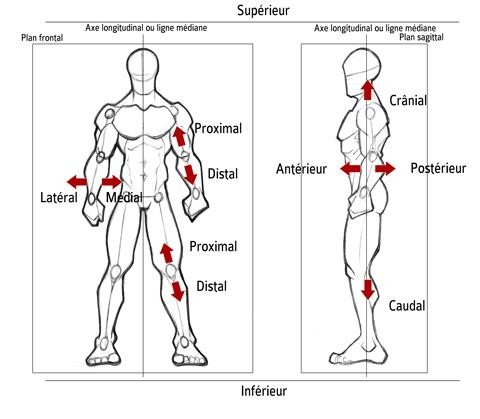 Supérieur
Axe longitudinal ou ligne médiane
Axe longitudinal ou ligne médiane
Plan frontal
Plan sagittal
Crânial
Proximal
Distal
Antérieur
Postérieur
Latéral
Médial
Proximal
Distal
Caudal
Inférieur